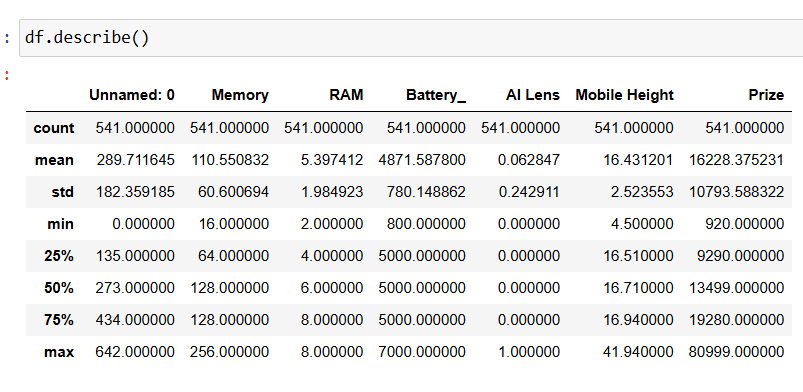 : df.describe()
:
Unnamed: 0 Memory RAM Battery_ AI Lens Mobile Height Prize
count 541.000000 541.000000 541.000000 541.000000 541.000000 541.000000 541.000000
mean 289.711645 110.550832 5.397412 4871.587800 0.062847 16.431201 16228.375231
std 182.359185 60.600694 1.984923 780.148862 0.242911 2.523553 10793.588322
min 0.000000 16.000000 2.000000 800.000000 0.000000 4.500000 920.000000
25% 135.000000 64.000000 4.000000 5000.000000 0.000000 16.510000 9290.000000
50% 273.000000 128.000000 6.000000 5000.000000 0.000000 16.710000 13499.000000
75% 434.000000 128.000000 8.000000 5000.000000 0.000000 16.940000 19280.000000
max 642.000000 256.000000 8.000000 7000.000000 1.000000 41.940000 80999.000000